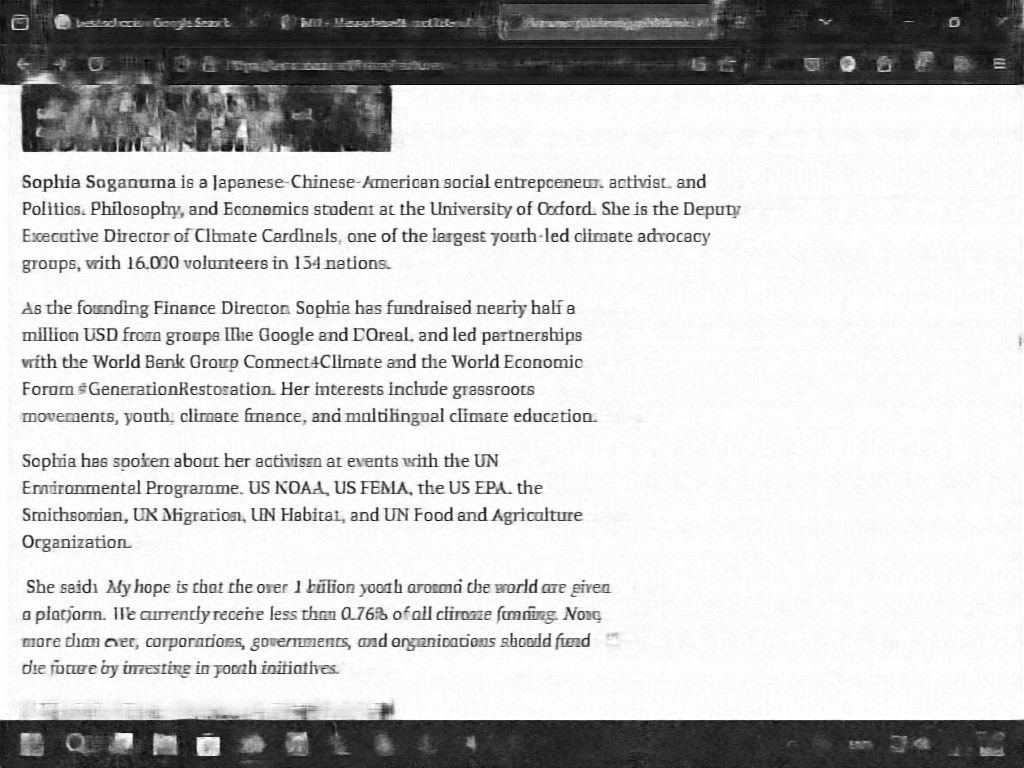 Sophia Suganuma is a Japanese-Chinese-American social entrepreneur, activist, and
Politics, Philosophy, and Economics student at the University of Oxford. She is the Deputy
Executive Director of Climate Cardinals, one of the largest youth-led climate advocacy
groups, with 16,000 volunteers in 134 nations.
As the founding Finance Director, Sophia has fundraised nearly half a
million USD from groups like Google and L'Oreal, and led partnerships
with the World Bank Group Connect4Climate and the World Economic
Forum #GenerationRestoration. Her interests include grassroots
movements, youth, climate finance, and multilingual climate education.
Sophia has spoken about her activism at events with the UN
Environmental Programme, US NOAA, US FEMA, the US EPA, the
Smithsonian, UN Migration, UN Habitat, and UN Food and Agriculture
Organization.
She said: My hope is that the over 1 billion youth around the world are given
a platform. We currently receive less than 0.76% of all climate funding. Now,
more than ever, corporations, governments, and organizations should fund
the future by investing in youth initiatives.